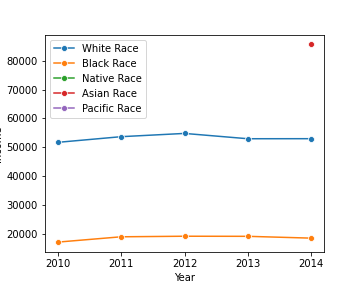 White Race
Black Race
Native Race
Asian Race
Pacific Race
80000
70000
60000
50000
40000
30000
20000
2010 2011 2012 2013 2014
Year